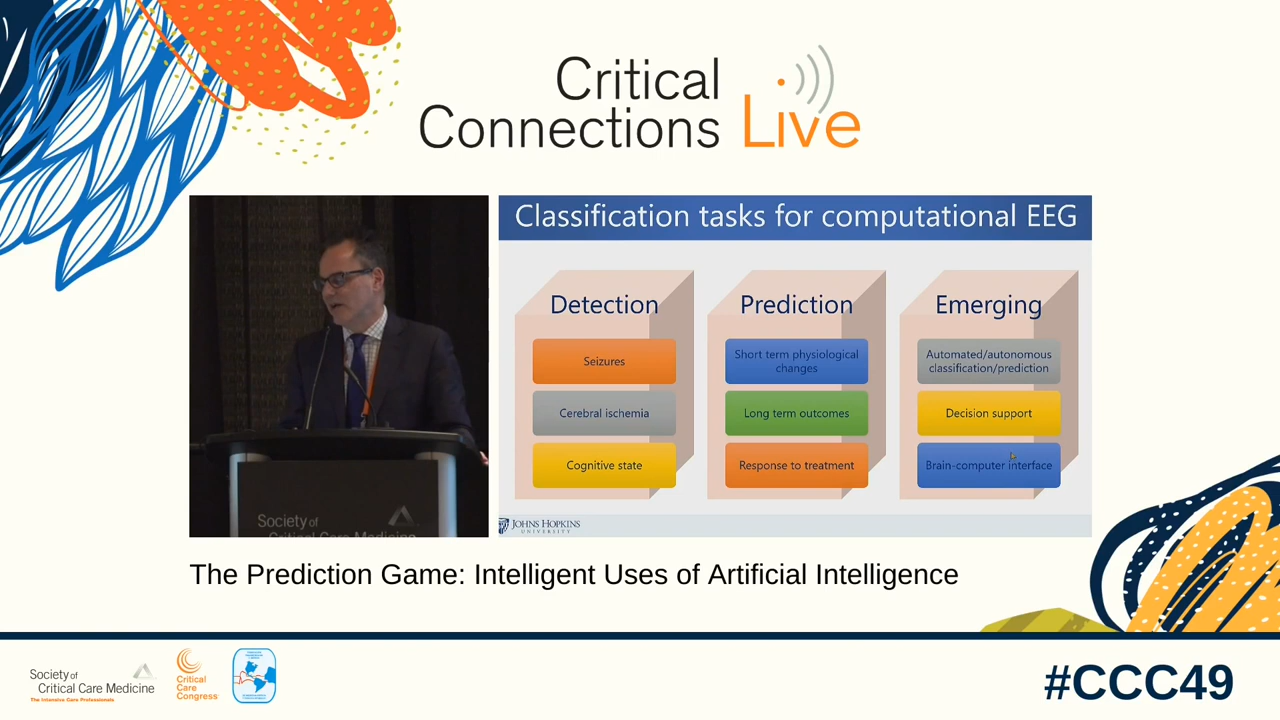 Critical
Connections Live
Classification tasks for computational EEG
Detection
Seizures
Cerebral ischemia
Cognitive state
Prediction
Short term physiological
changes
Long term outcomes
Response to treatment
Emerging
Automated/autonomous
classification/prediction
Decision support
Brain-computer interface
JOHNS HOPKINS
UNIVERSITY
Society of
Critical Care Medicine
The Prediction Game: Intelligent Uses of Artificial Intelligence
Society of
Critical Care Medicine
The Intensive Care Professionals
Critical
Care
Congress
#CCC49